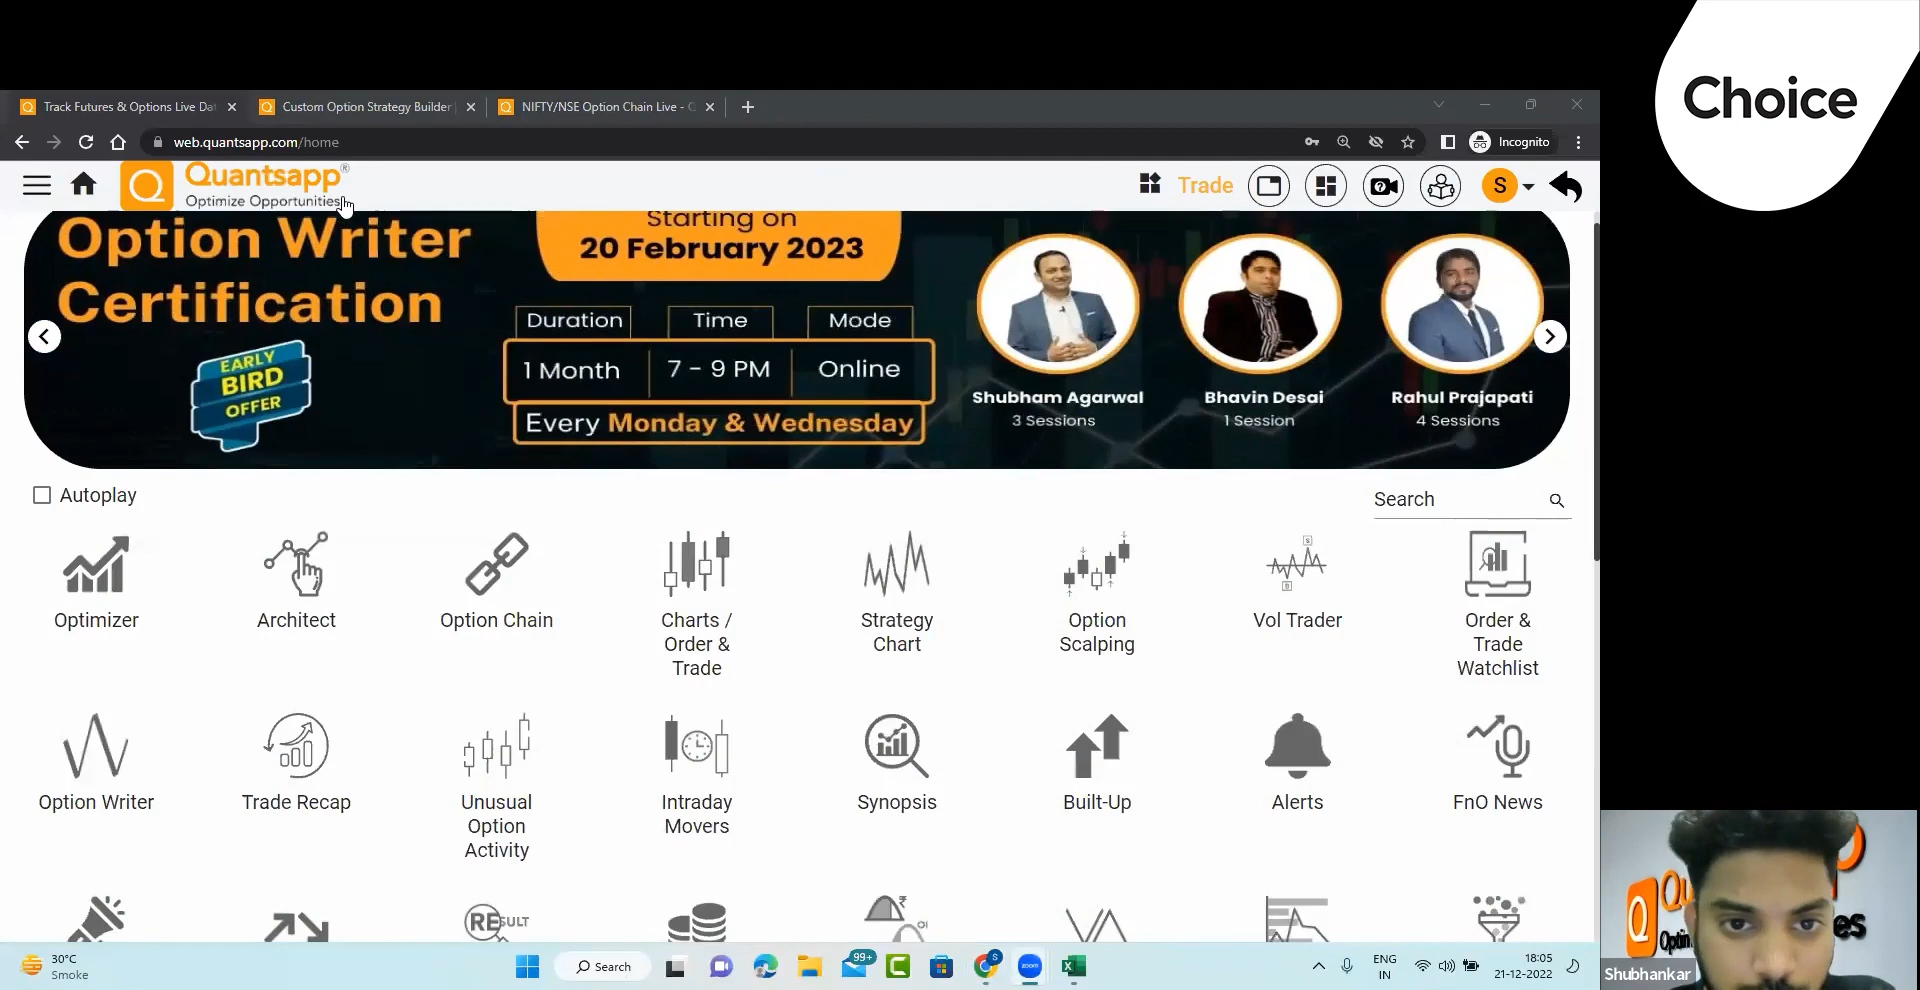 Choice
Track Futures & Options Live Da
Custom Option Strategy Builder
NIFTY/NSE Option Chain Live -
web.quantsapp.com/home
Incognito
Quantsapp®
Optimize Opportunities
Trade
S
Option Writer
Certification
EARLY
BIRD
OFFER
Starting on
20 February 2023
Duration Time Mode
1 Month 7 - 9 PM Online
Every Monday & Wednesday
Shubham Agarwal
3 Sessions
Bhavin Desai
1 Session
Rahul Prajapati
4 Sessions
Autoplay
Search
Optimizer
Architect
Option Chain
Charts /
Order &
Trade
Strategy
Chart
Option
Scalping
Vol Trader
Order &
Trade
Watchlist
Option Writer
Trade Recap
Unusual
Option
Activity
Intraday
Movers
Synopsis
Built-Up
Alerts
FnO News
RESULT
30°C
Smoke
Search
99+
S
zoom
ENG
IN
18:05
21-12-2022
Shubhankar